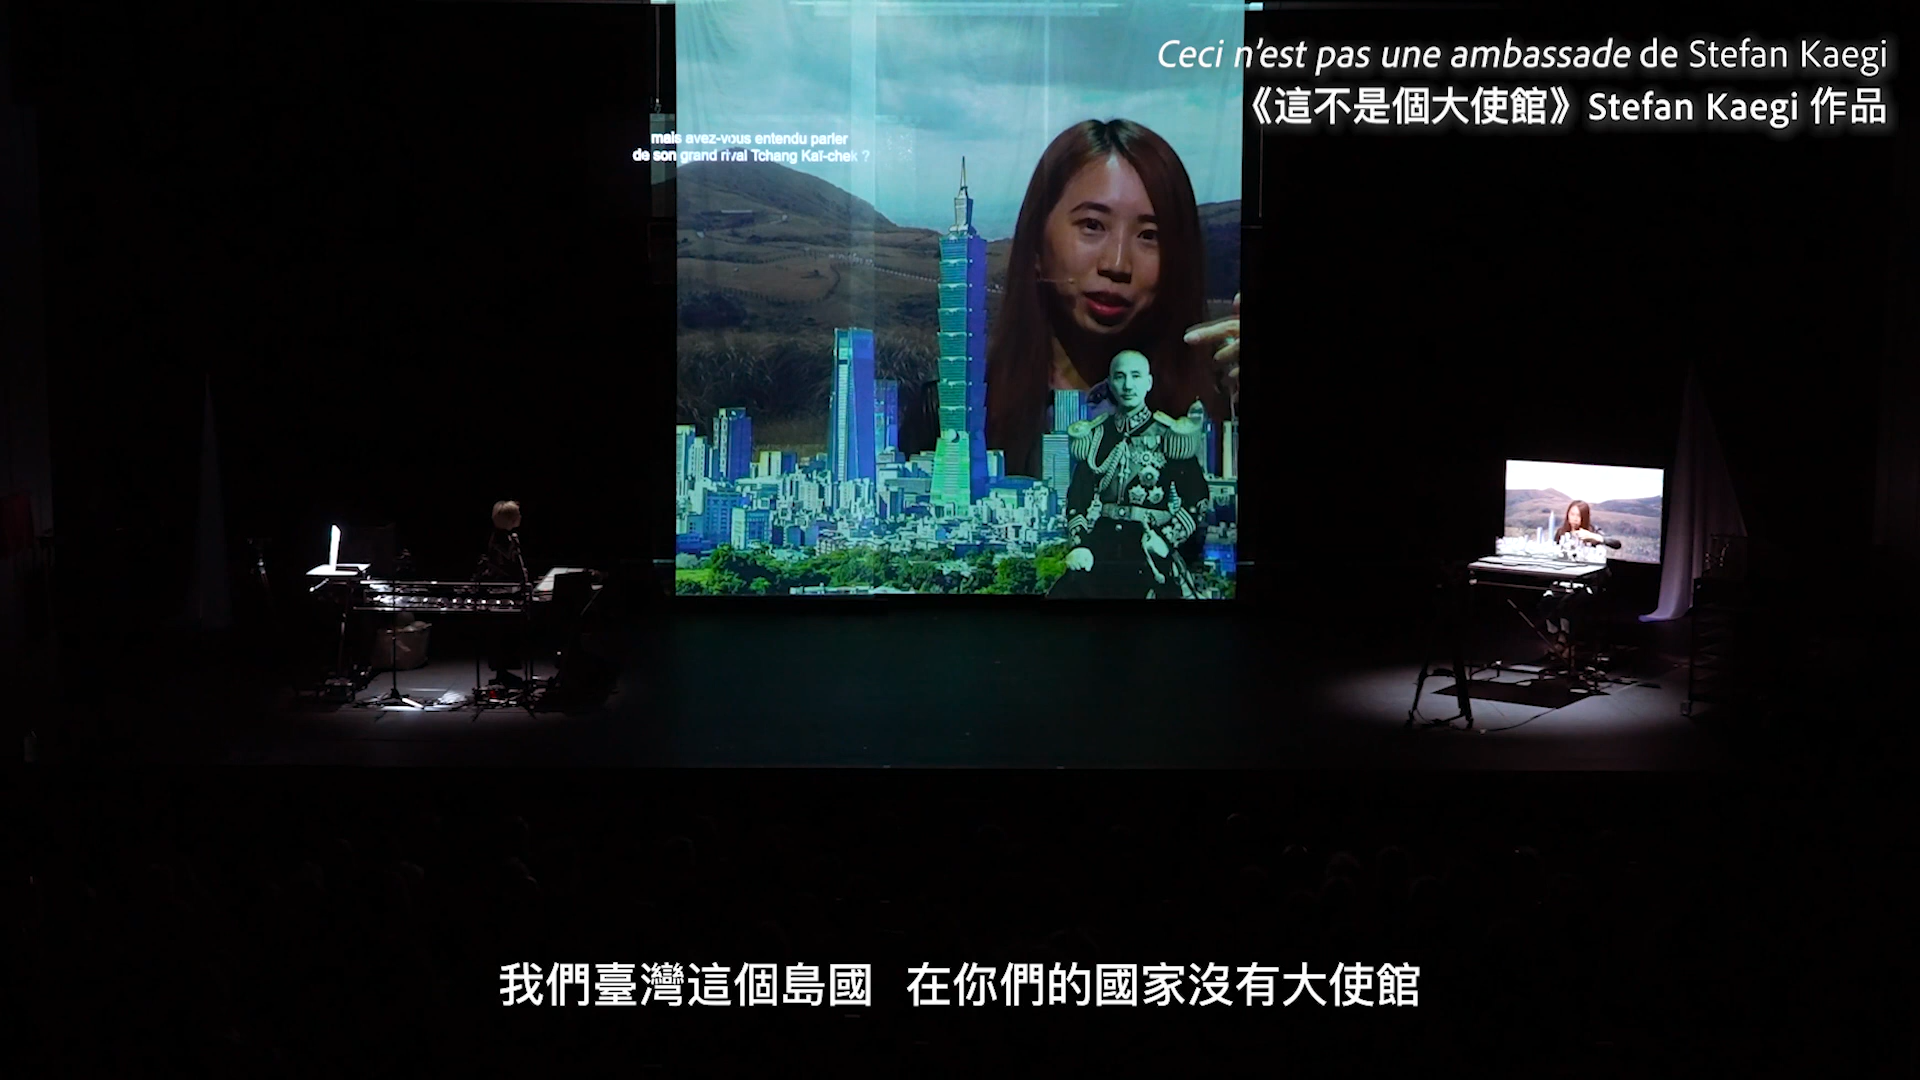 Ceci n'est pas une ambassade de Stefan Kaegi
《這不是個大使館》Stefan Kaegi 作品
mais avez-vous entendu parler
de son grand rival Tchang Kaï-chek ?
我們臺灣這個島國 在你們的國家沒有大使館